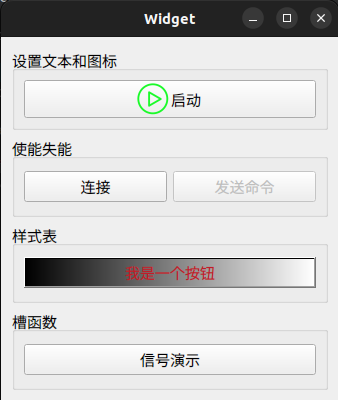 Widget
设置文本和图标
启动
使能失能
连接 发送命令
样式表
我是一个按钮
槽函数
信号演示